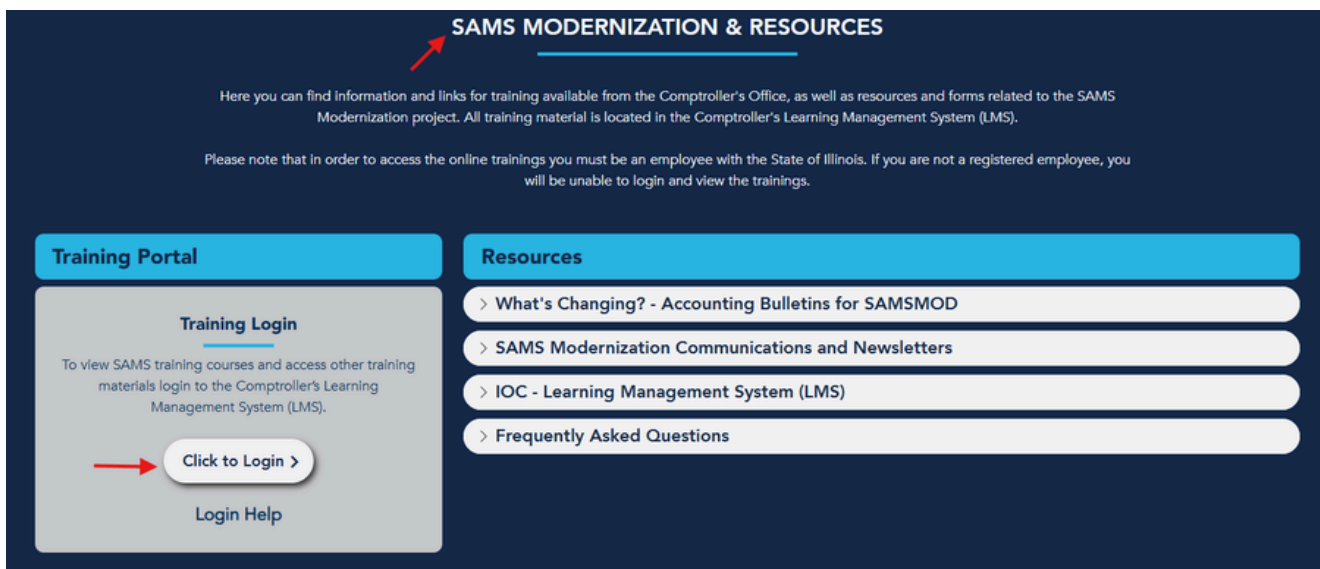 SAMS MODERNIZATION & RESOURCES
Here you can find information and links for training available from the Comptroller's Office, as well as resources and forms related to the SAMS
Modernization project. All training material is located in the Comptroller's Learning Management System (LMS).
Please note that in order to access the online trainings you must be an employee with the State of Illinois. If you are not a registered employee, you
will be unable to login and view the trainings.
Training Portal
Training Login
To view SAMS training courses and access other training
materials login to the Comptroller's Learning
Management System (LMS).
Click to Login >
Login Help
Resources
> What's Changing? - Accounting Bulletins for SAMSMOD
> SAMS Modernization Communications and Newsletters
> IOC - Learning Management System (LMS)
> Frequently Asked Questions